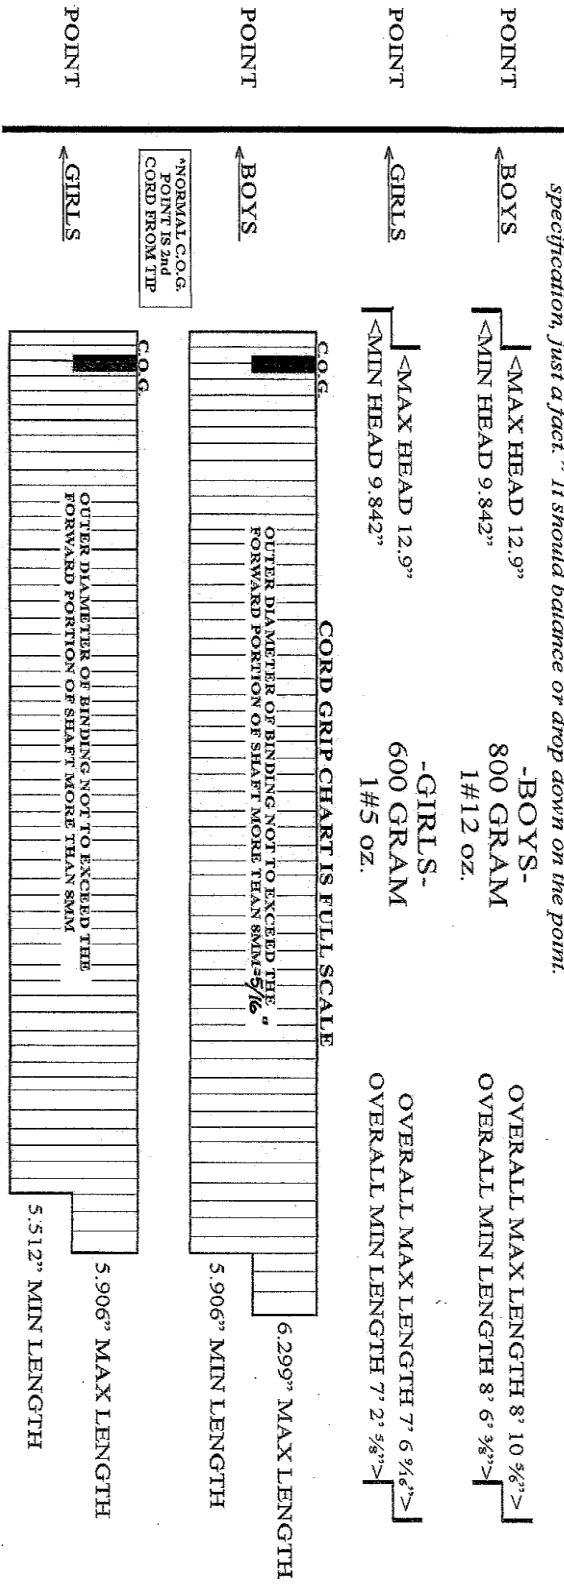 specification, just a fact." It should balance or drop down on the point.
POINT
BOYS
<MAX HEAD 12.9"
<MIN HEAD 9.842"
-BOYS-
800 GRAM
1#12 oz.
OVERALL MAX LENGTH 8' 10 5/6">
OVERALL MIN LENGTH 8' 6' 3/8">
POINT
GIRLS
<MAX HEAD 12.9"
<MIN HEAD 9.842"
-GIRLS-
600 GRAM
1#5 oz.
OVERALL MAX LENGTH 7' 6 9/16">
OVERALL MIN LENGTH 7' 2' 5/8">
CORD GRIP CHART IS FULL SCALE
POINT
BOYS
C.O.G.
OUTER DIAMETER OF BINDING NOT TO EXCEED THE
FORWARD PORTION OF SHAFT MORE THAN 8MM=5/16"
6.299" MAX LENGTH
5.906" MIN LENGTH
*NORMAL C.O.G.
POINT IS 2nd
CORD FROM TIP
POINT
GIRLS
C.O.G.
OUTER DIAMETER OF BINDING NOT TO EXCEED THE
FORWARD PORTION OF SHAFT MORE THAN 8MM
5.906" MAX LENGTH
5.512" MIN LENGTH